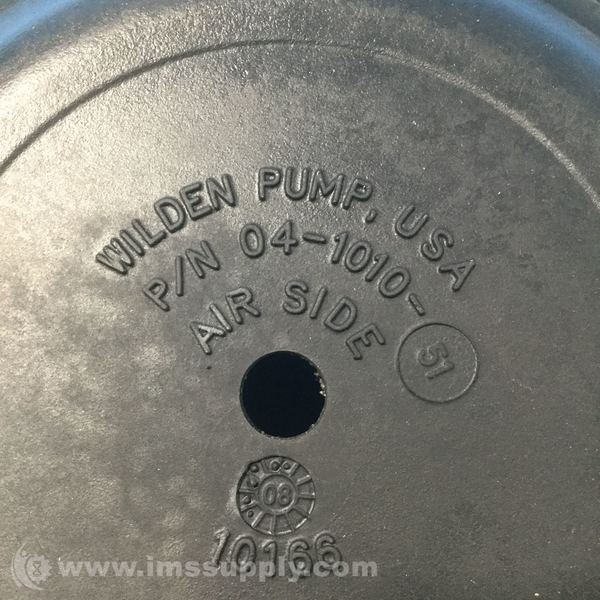 WILDEN PUMP, USA
P/N 04-1010-51
AIR SIDE
08
10166
www.imssupply.com